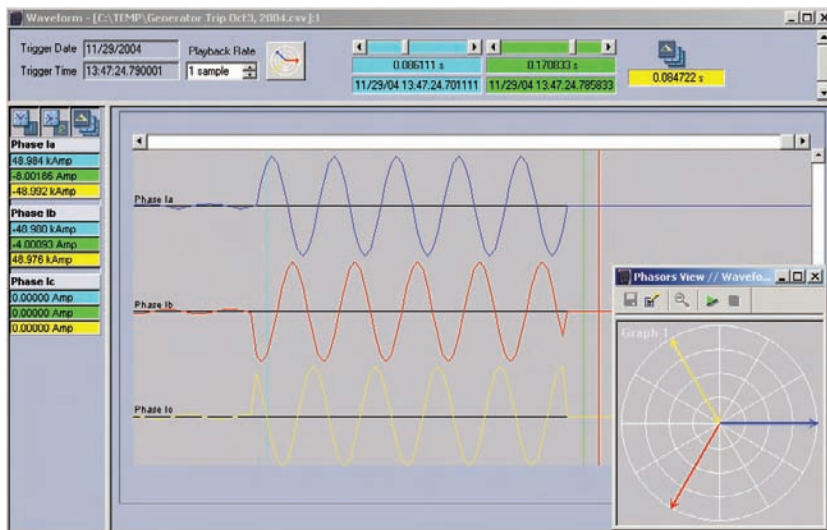 Waveform - [C:\TEMP\Generator Trip Oct3, 2004.csv]:1
Trigger Date 11/29/2004
Playback Rate
Trigger Time 13:47:24.790001
1 sample
0.086111 s
0.170833 s
0.084722 s
11/29/04 13:47:24.701111
11/29/04 13:47:24.785833
Phase Ia
48.984 kAmp
-8.00186 Amp
-48.992 kAmp
Phase Ib
-48.980 kAmp
-4.00093 Amp
48.976 kAmp
Phase Ic
0.00000 Amp
0.00000 Amp
0.00000 Amp
Phase Ia
Phase Ib
Phase Ic
Phasors View // Wavefo...
Graph 1